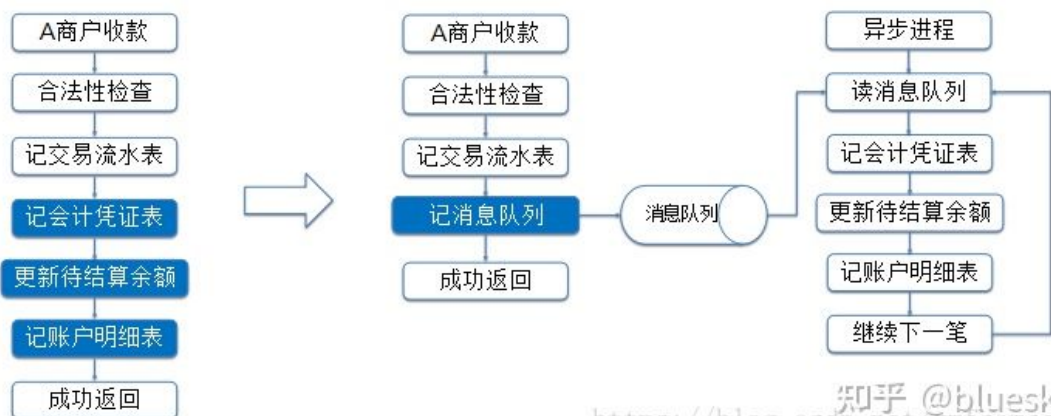 A商户收款
合法性检查
记交易流水表
记会计凭证表
更新待结算余额
记账户明细表
成功返回
A商户收款
合法性检查
记交易流水表
记消息队列
成功返回
消息队列
异步进程
读消息队列
记会计凭证表
更新待结算余额
记账户明细表
继续下一笔
知乎 @bluesk